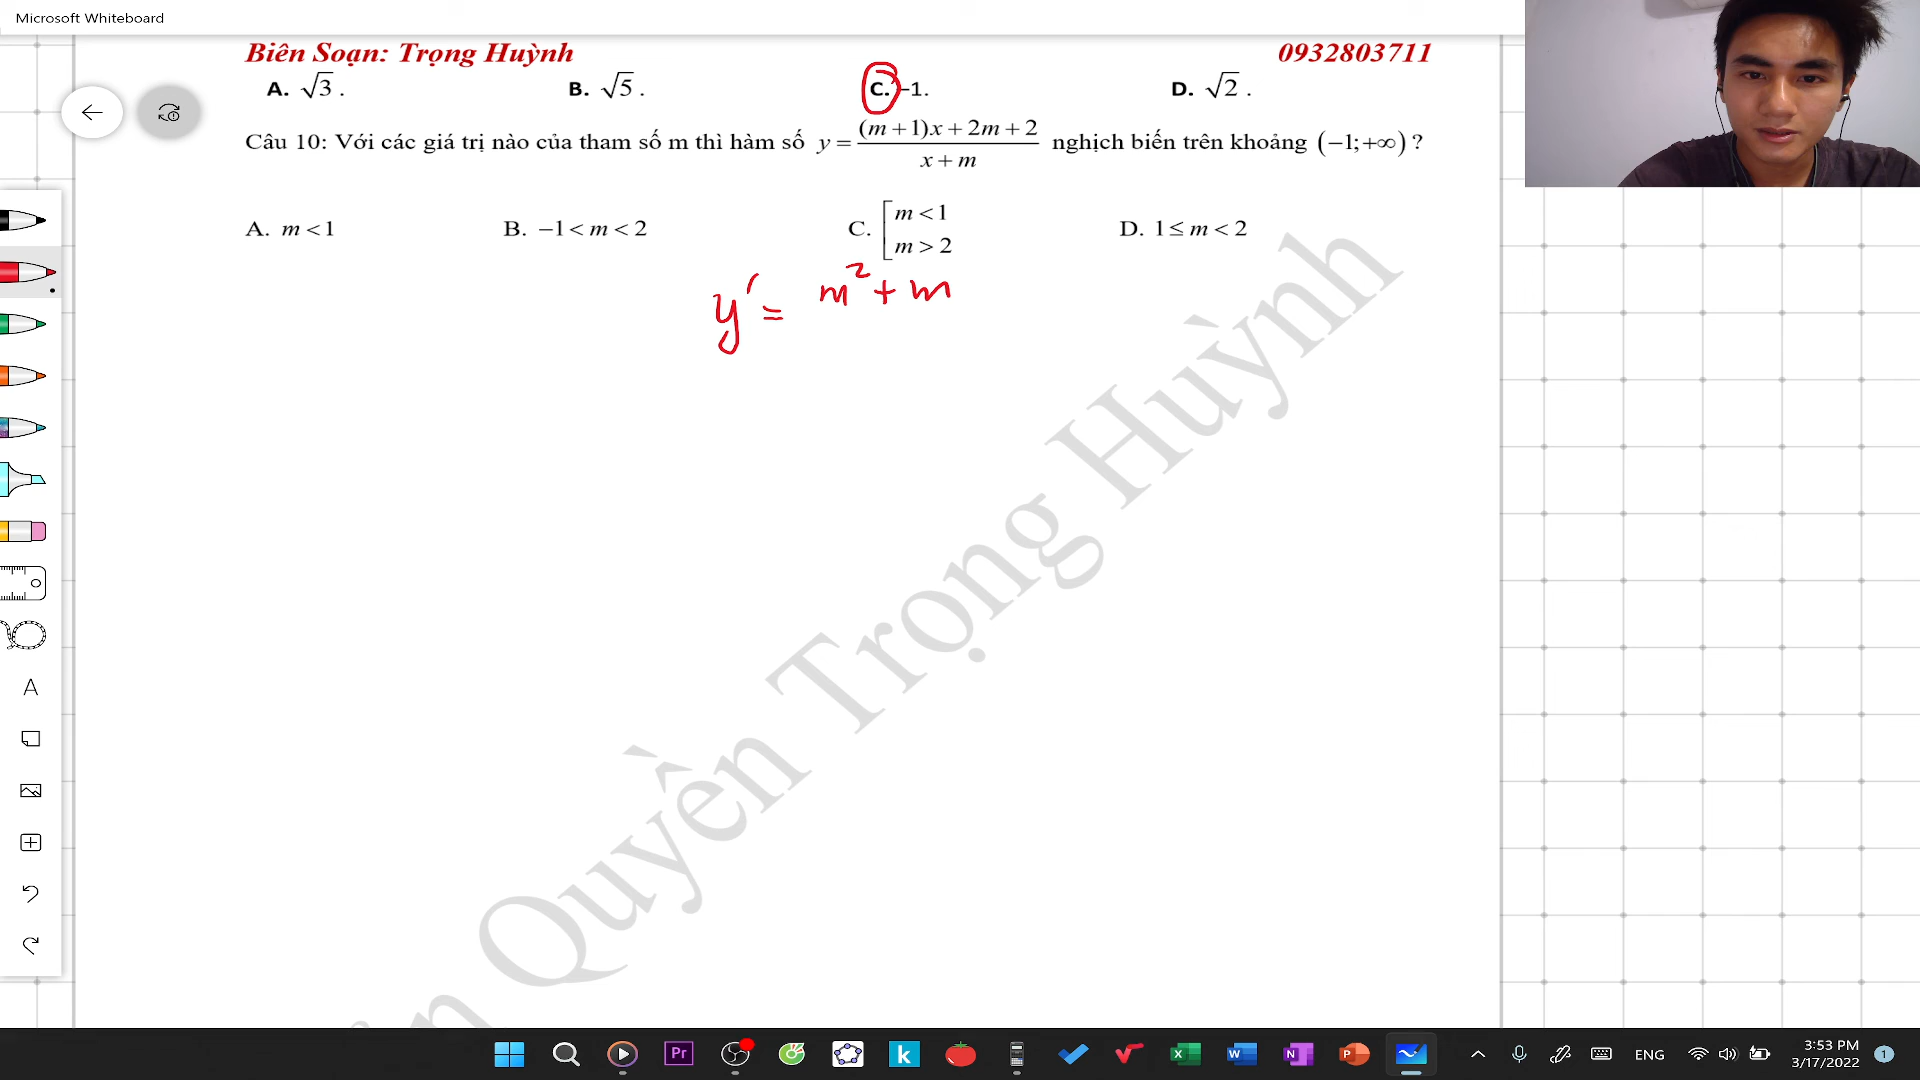 Microsoft Whiteboard
Biên Soạn: Trọng Huỳnh 0932803711
A. √3 . B. √5 . C. −1. D. √2 .
Câu 10: Với các giá trị nào của tham số m thì hàm số y = ((m+1)x+2m+2)/(x+m) nghịch biến trên khoảng (−1;+∞) ?
A. m < 1 B. −1 < m < 2 C. [m < 1 m > 2 D. 1 ≤ m < 2
y' = m² + m
Quyền Trọng Huỳnh
A
Pr
k
ENG
3:53 PM
3/17/2022
1